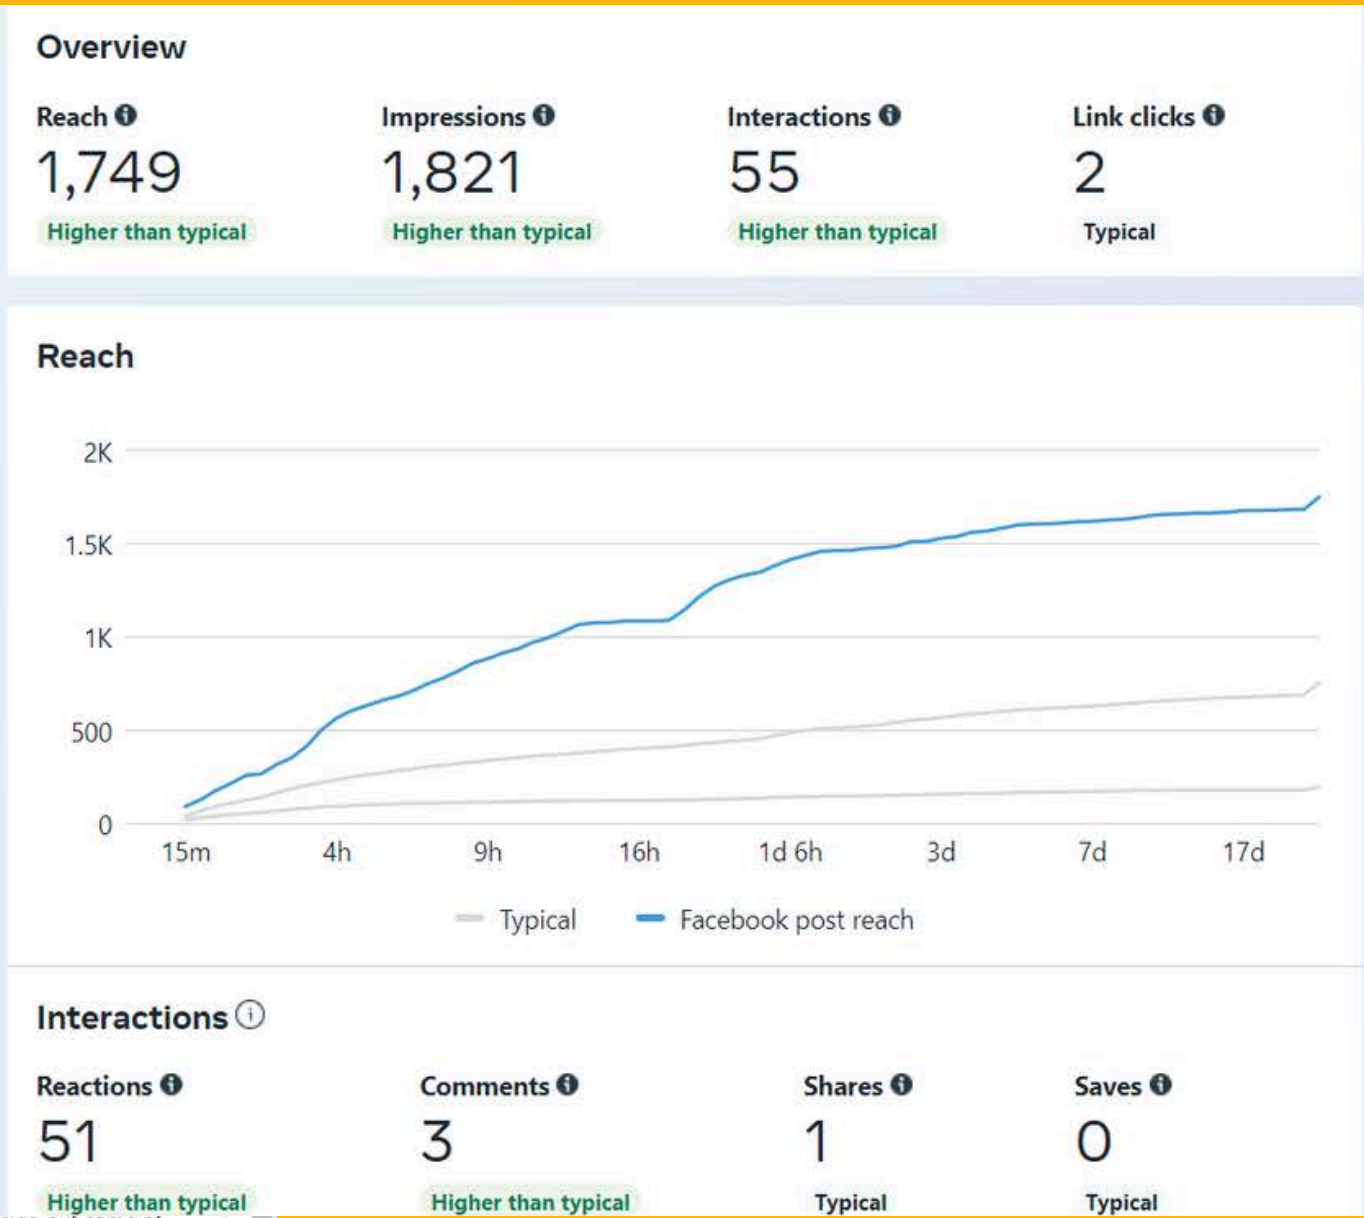 Overview
Reach Impressions Interactions Link clicks
1,749 1,821 55 2
Higher than typical Higher than typical Higher than typical Typical
Reach
2K
1.5K
1K
500
0
15m 4h 9h 16h 1d 6h 3d 7d 17d
Typical Facebook post reach
Interactions
Reactions Comments Shares Saves
51 3 1 0
Higher than typical Higher than typical Typical Typical